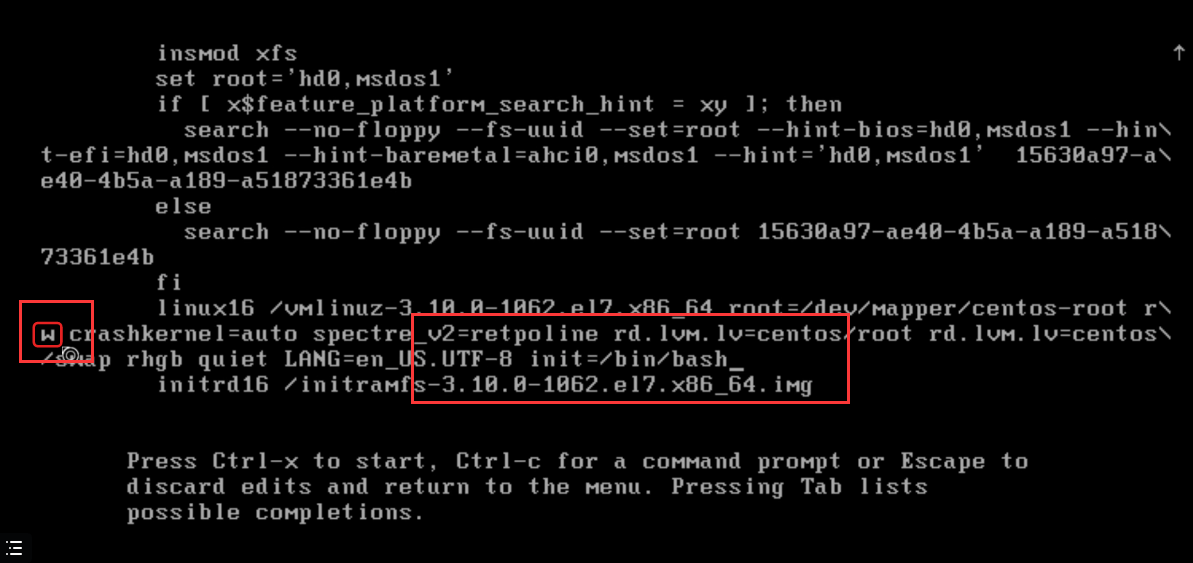 insmod xfs
set root='hd0,msdos1'
if [ x$feature_platform_search_hint = xy ]; then
search --no-floppy --fs-uuid --set=root --hint-bios=hd0,msdos1 --hin\
t-efi=hd0,msdos1 --hint-baremetal=ahci0,msdos1 --hint='hd0,msdos1'  15630a97-a\
e40-4b5a-a189-a51873361e4b
else
search --no-floppy --fs-uuid --set=root 15630a97-ae40-4b5a-a189-a518\
73361e4b
fi
linux16 /vmlinuz-3.10.0-1062.el7.x86_64 root=/dev/mapper/centos-root r\
w crashkernel=auto spectre_v2=retpoline rd.lvm.lv=centos/root rd.lvm.lv=centos\
/swap rhgb quiet LANG=en_US.UTF-8 init=/bin/bash_
initrd16 /initramfs-3.10.0-1062.el7.x86_64.img
Press Ctrl-x to start, Ctrl-c for a command prompt or Escape to
discard edits and return to the menu. Pressing Tab lists
possible completions.